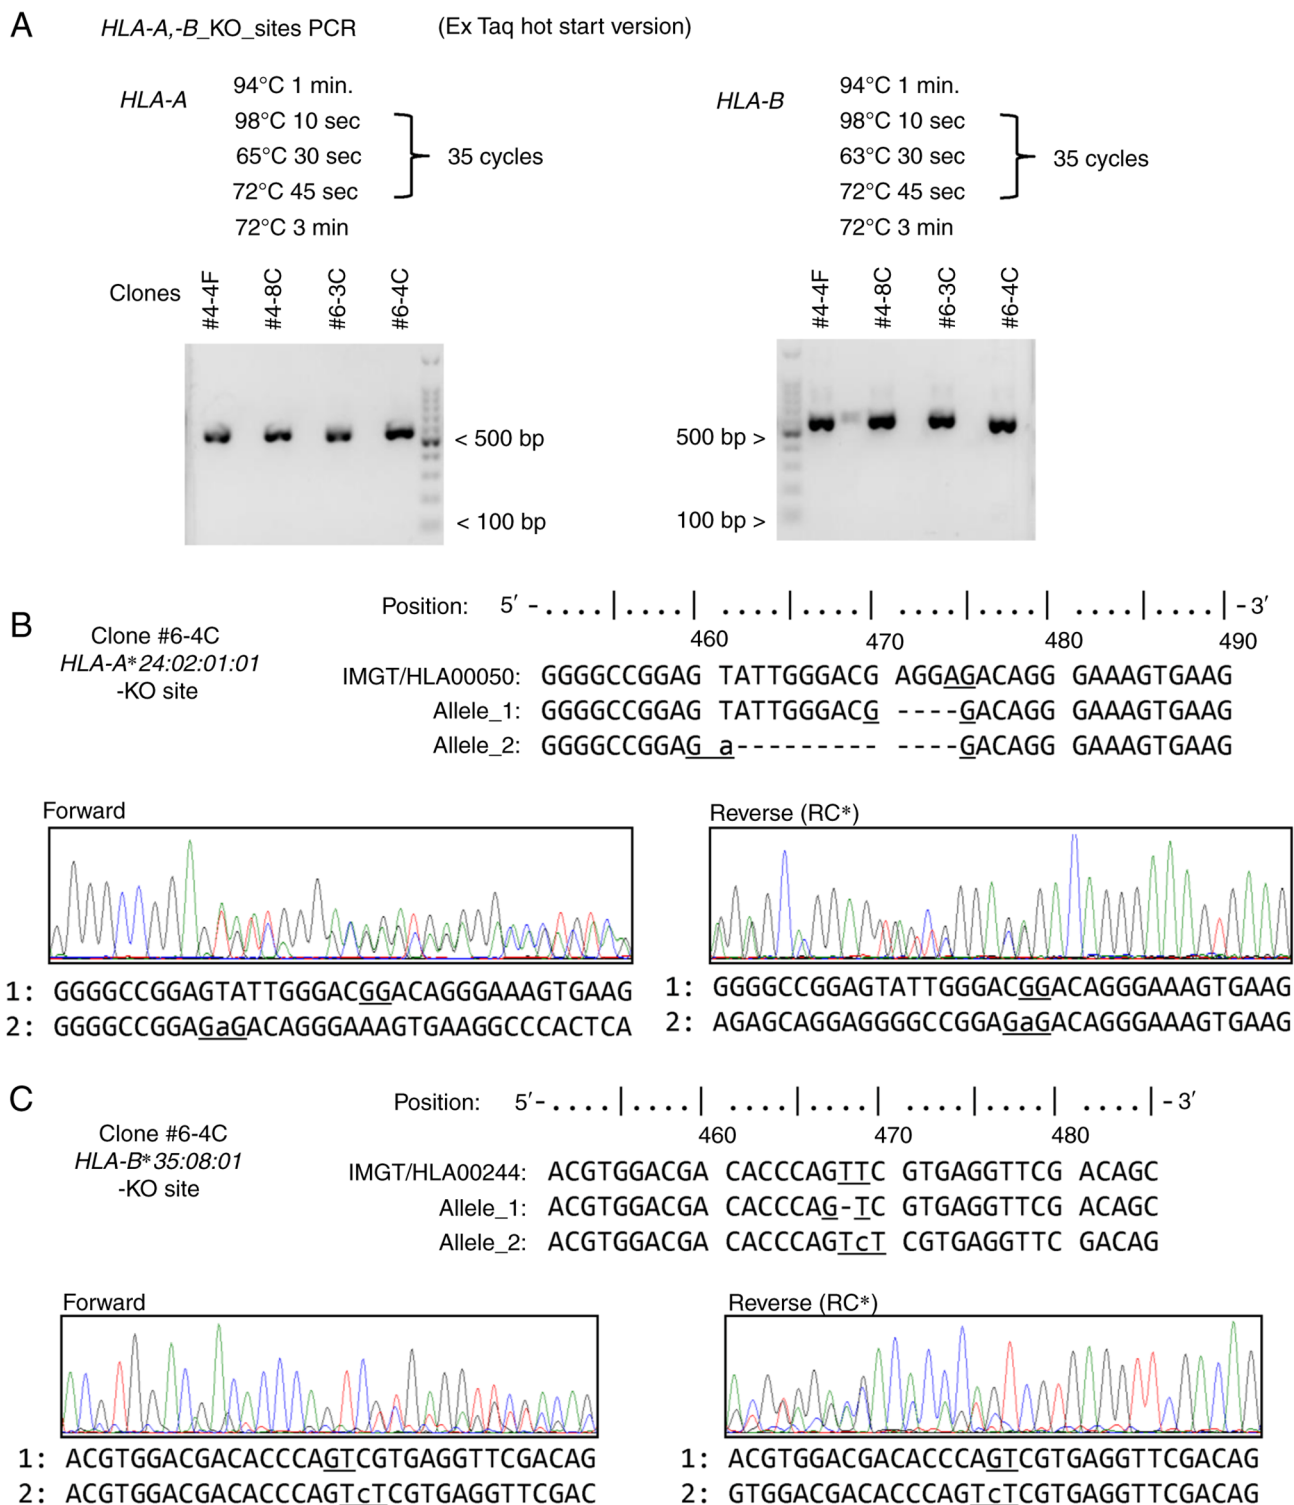 A
HLA-A,-B_KO_sites PCR (Ex Taq hot start version)
HLA-A
94°C 1 min.
98°C 10 sec
65°C 30 sec
72°C 45 sec
35 cycles
72°C 3 min
HLA-B
94°C 1 min.
98°C 10 sec
63°C 30 sec
72°C 45 sec
35 cycles
72°C 3 min
Clones #4-4F #4-8C #6-3C #6-4C
#4-4F #4-8C #6-3C #6-4C
< 500 bp
< 100 bp
500 bp >
100 bp >
B
Clone #6-4C
HLA-A*24:02:01:01
-KO site
Position: 5′ -....|....| ....|....| ....|....| ....|....| -3′
460 470 480 490
IMGT/HLA00050: GGGGCCGGAG TATTGGGACG AGGAGACAGG GAAAGTGAAG
Allele_1: GGGGCCGGAG TATTGGGACG ----GACAGG GAAAGTGAAG
Allele_2: GGGGCCGGAG a--------- ----GACAGG GAAAGTGAAG
Forward
1: GGGGCCGGAGTATTGGGACGGACAGGGAAAGTGAAG
2: GGGGCCGGAGaGACAGGGAAAGTGAAGGCCCACTCA
Reverse (RC*)
1: GGGGCCGGAGTATTGGGACGGACAGGGAAAGTGAAG
2: AGAGCAGGAGGGGCCGGAGaGACAGGGAAAGTGAAG
C
Clone #6-4C
HLA-B*35:08:01
-KO site
Position: 5′-....|....| ....|....| ....|....| ....| -3′
460 470 480
IMGT/HLA00244: ACGTGGACGA CACCCAGTTC GTGAGGTTCG ACAGC
Allele_1: ACGTGGACGA CACCCAG-TC GTGAGGTTCG ACAGC
Allele_2: ACGTGGACGA CACCCAGTcT CGTGAGGTTC GACAG
Forward
1: ACGTGGACGACACCCAGTCGTGAGGTTCGACAG
2: ACGTGGACGACACCCAGTcTCGTGAGGTTCGAC
Reverse (RC*)
1: ACGTGGACGACACCCAGTCGTGAGGTTCGACAG
2: GTGGACGACACCCAGTcTCGTGAGGTTCGACAG